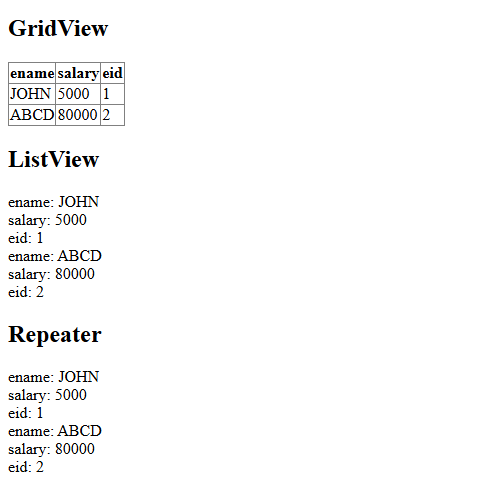 GridView
ename salary eid
JOHN 5000 1
ABCD 80000 2
ListView
ename: JOHN
salary: 5000
eid: 1
ename: ABCD
salary: 80000
eid: 2
Repeater
ename: JOHN
salary: 5000
eid: 1
ename: ABCD
salary: 80000
eid: 2